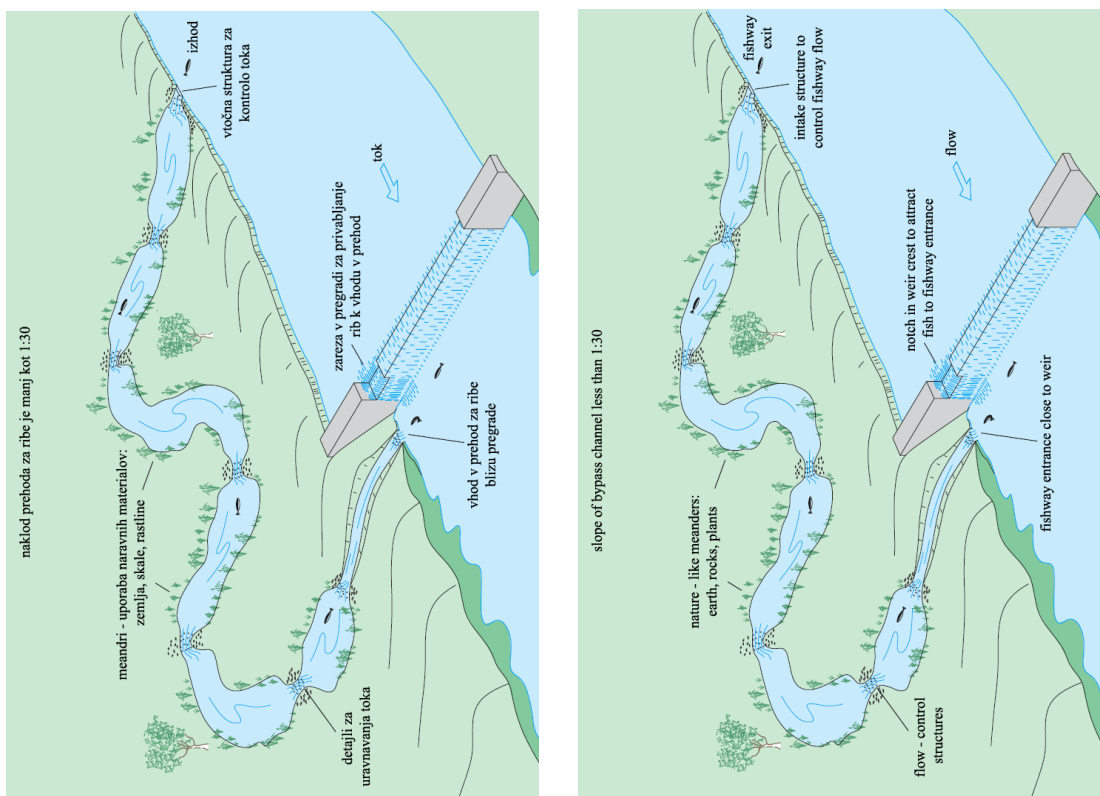 naklod prehoda za ribe je manj kot 1:30
meandri - uporaba naravnih materialov:
zemlja, skale, rastline
izhod
vtočna struktura za
kontrolo toka
tok
zareza v pregradi za privabljanje
rib k vhodu v prehod
vhod v prehod za ribe
blizu pregrade
detajli za
uravnavanja toka
slope of bypass channel less than 1:30
nature - like meanders:
earth, rocks, plants
fishway
exit
intake structure to
control fishway flow
flow
notch in weir crest to attract
fish to fishway entrance
fishway entrance close to weir
flow - control
structures